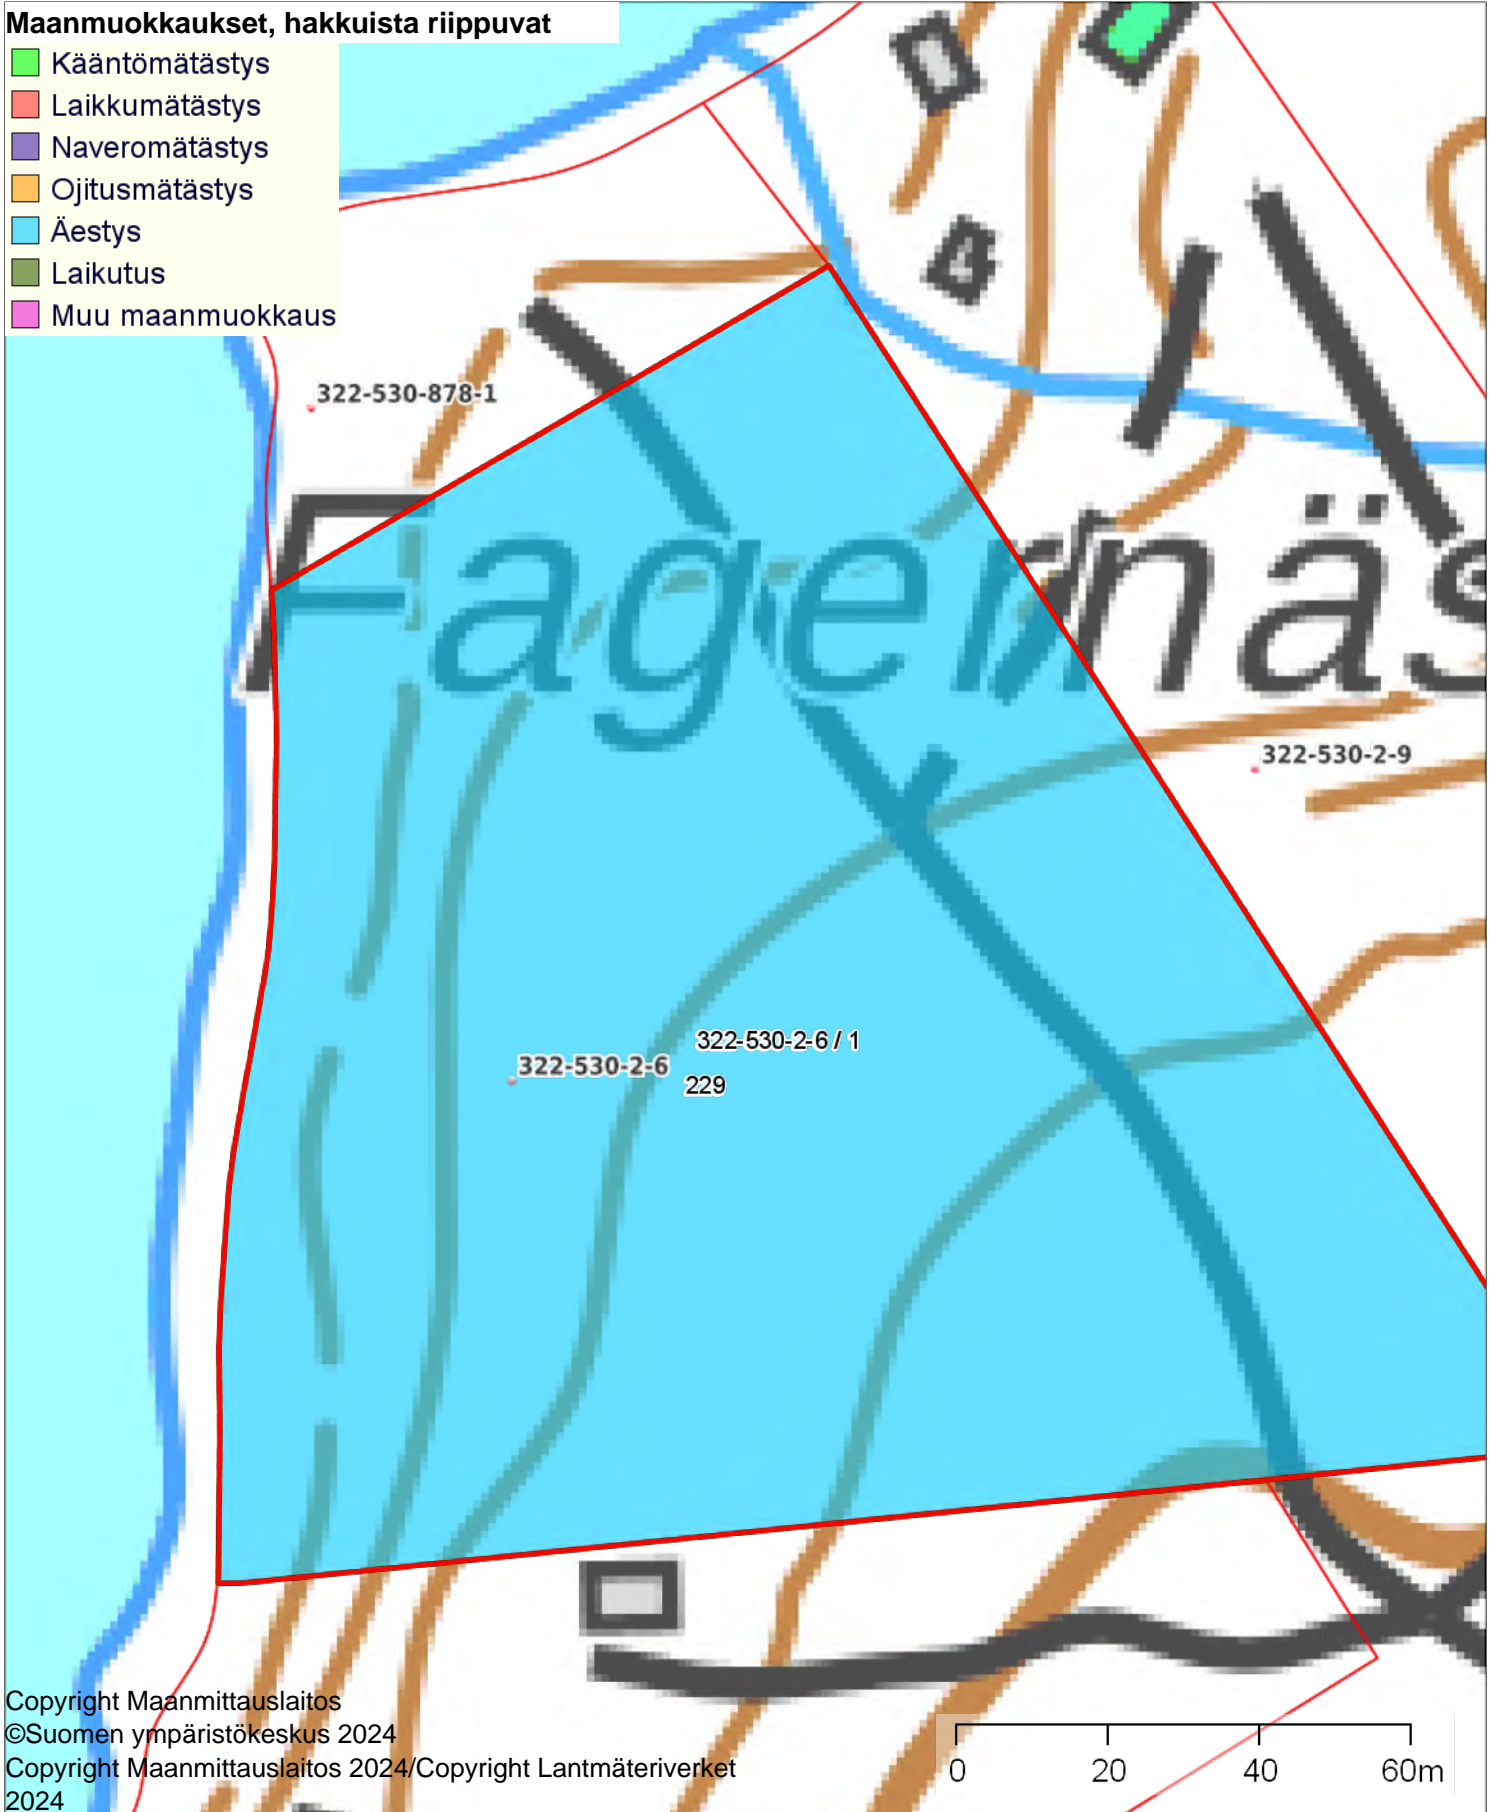 Maanmuokkaukset, hakkuista riippuvat
Kääntömätästys
Laikkumätästys
Naveromätästys
Ojitusmätästys
Äestys
Laikutus
Muu maanmuokkaus
322-530-878-1
Fagernäs
322-530-2-9
322-530-2-6 / 1
322-530-2-6
229
Copyright Maanmittauslaitos
©Suomen ympäristökeskus 2024
Copyright Maanmittauslaitos 2024/Copyright Lantmäteriverket
2024
0 20 40 60m